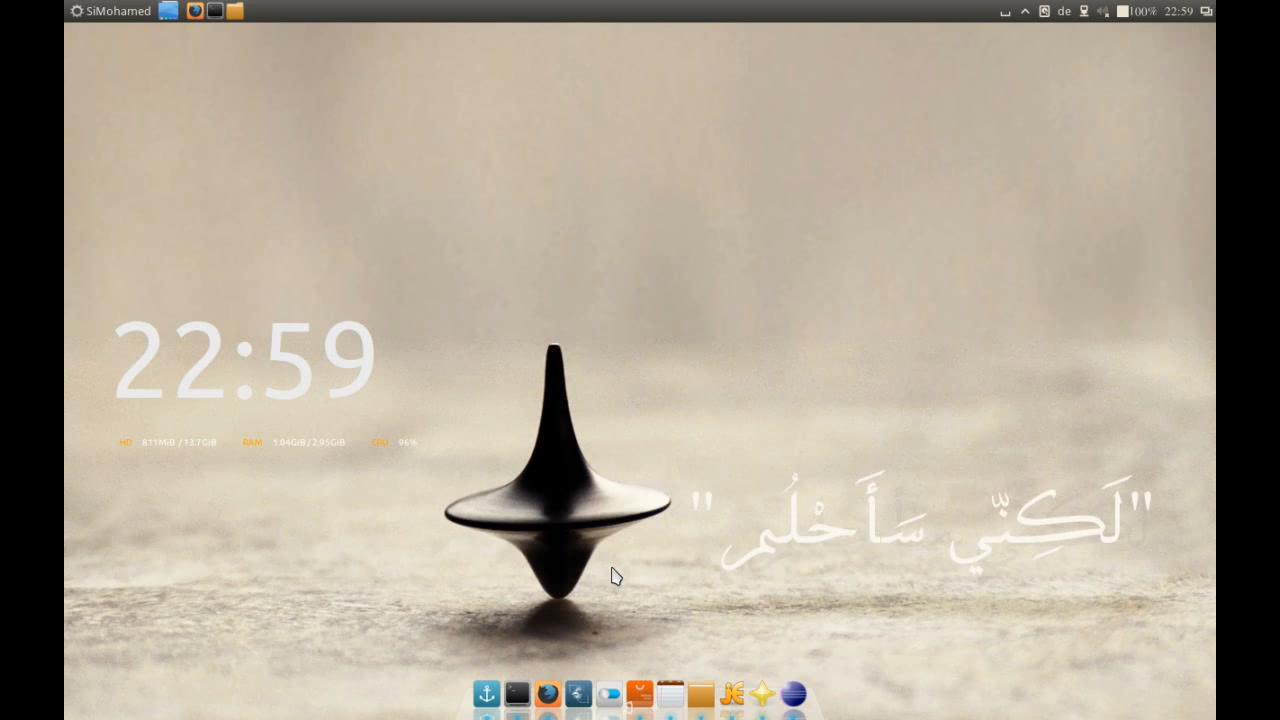 SiMohamed
de 100% 22:59
22:59
HD 811MiB / 13.7GiB RAM 1.04GiB / 2.95GiB CPU 96%
"لَكِنّي سَأَحْلُم "